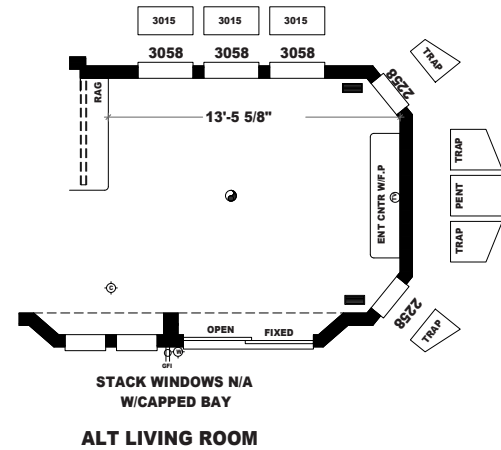 3015 3015 3015
3058 3058 3058
TRAP
2258
RAG
13'-5 5/8"
TRAP
PENT
TRAP
ENT CNTR W/F.P
TV
C
2258
TRAP
OPEN FIXED
W
GFI
STACK WINDOWS N/A
W/CAPPED BAY
ALT LIVING ROOM